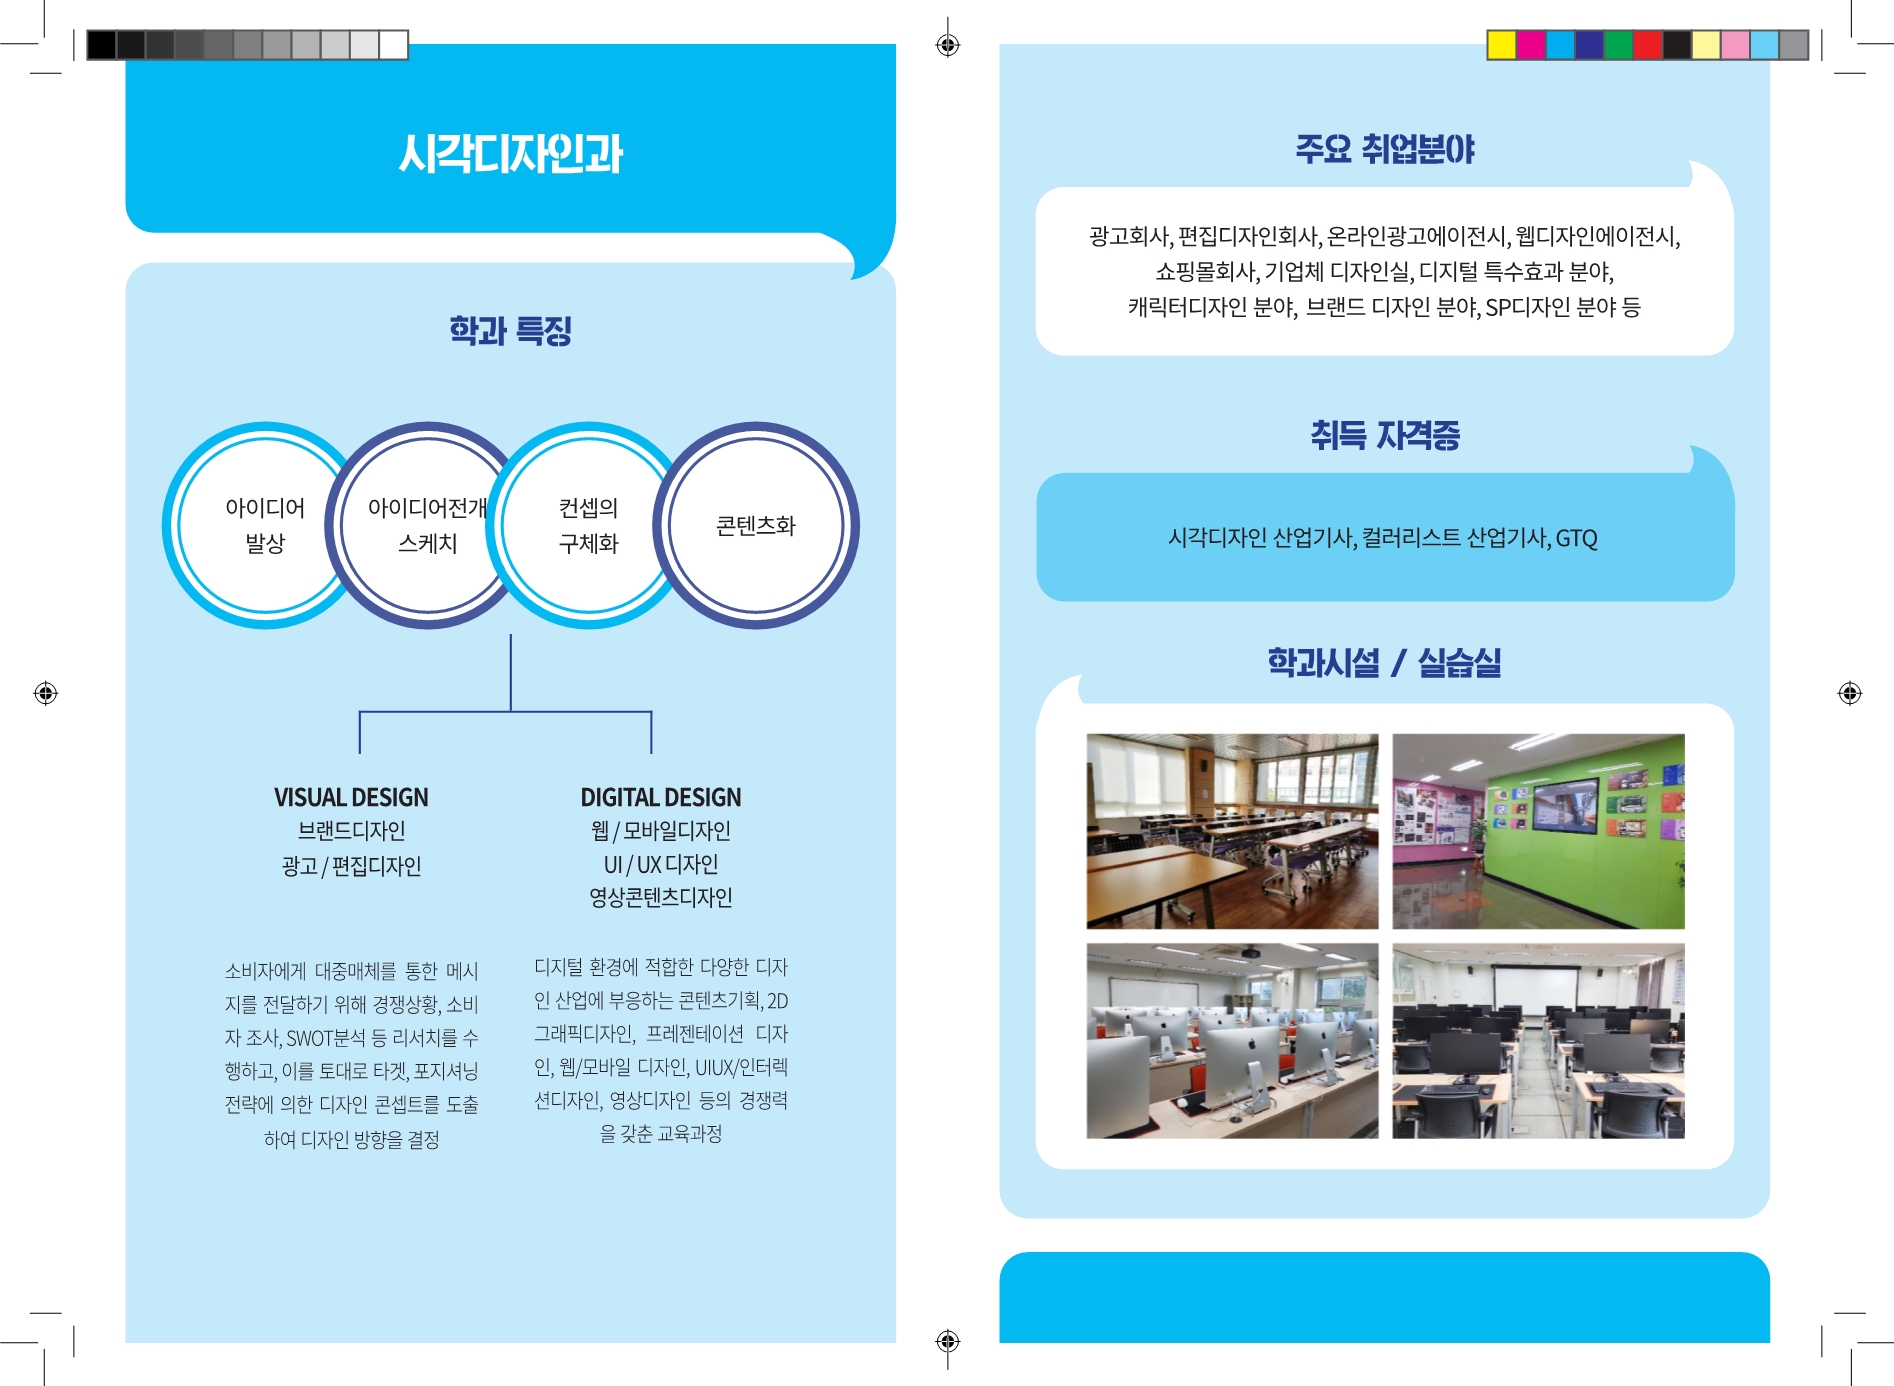 시각디자인과
학과 특징
아이디어
발상
아이디어전개
스케치
컨셉의
구체화
콘텐츠화
VISUAL DESIGN
브랜드디자인
광고 / 편집디자인
DIGITAL DESIGN
웹 / 모바일디자인
UI / UX 디자인
영상콘텐츠디자인
소비자에게 대중매체를 통한 메시
지를 전달하기 위해 경쟁상황, 소비
자 조사, SWOT분석 등 리서치를 수
행하고, 이를 토대로 타겟, 포지셔닝
전략에 의한 디자인 콘셉트를 도출
하여 디자인 방향을 결정
디지털 환경에 적합한 다양한 디자
인 산업에 부응하는 콘텐츠기획, 2D
그래픽디자인, 프레젠테이션 디자
인, 웹/모바일 디자인, UIUX/인터렉
션디자인, 영상디자인 등의 경쟁력
을 갖춘 교육과정
주요 취업분야
광고회사, 편집디자인회사, 온라인광고에이전시, 웹디자인에이전시,
쇼핑몰회사, 기업체 디자인실, 디지털 특수효과 분야,
캐릭터디자인 분야, 브랜드 디자인 분야, SP디자인 분야 등
취득 자격증
시각디자인 산업기사, 컬러리스트 산업기사, GTQ
학과시설 / 실습실